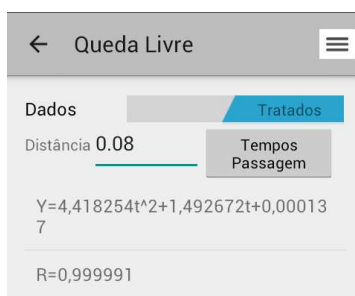 Queda Livre
Dados Tratados
Distância 0.08 Tempos
Passagem
Y=4,418254t^2+1,492672t+0,00013
7
R=0,999991